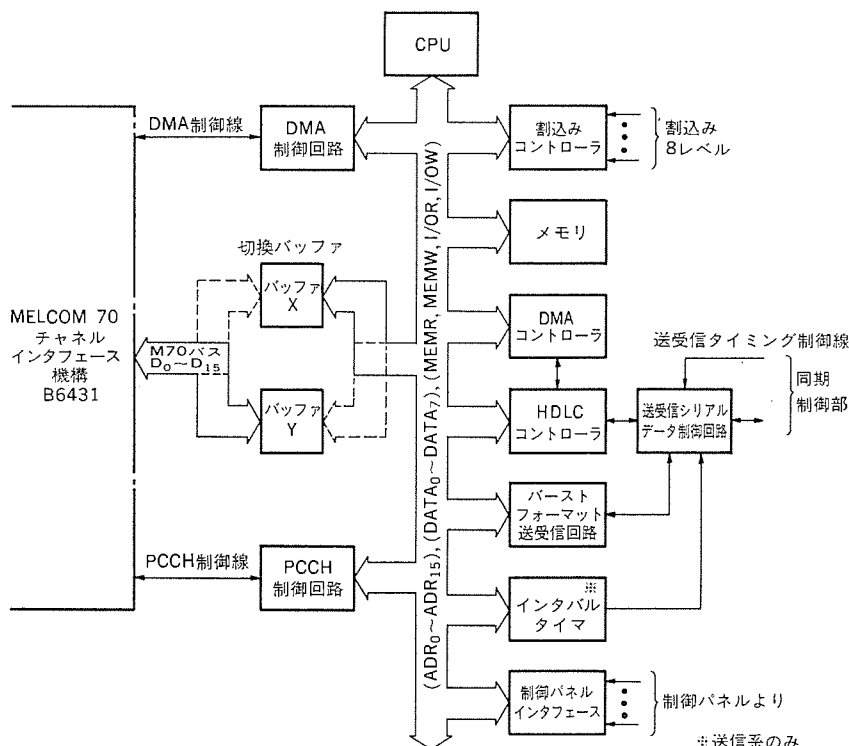 CPU
DMA制御線
DMA
制御回路
割込み
コントローラ
割込み
8レベル
切換バッファ
バッファ
X
メモリ
MELCOM 70
チャネル
インタフェース
機構
B6431
M70バス
D₀~D₁₅
バッファ
Y
(ADR₀~ADR₁₅), (DATA₀~DATA₇), (MEMR, MEMW, I/OR, I/OW)
DMA
コントローラ
送受信タイミング制御線
HDLC
コントローラ
送受信シリアル
データ制御回路
同期
制御部
バースト
フォーマット
送受信回路
PCCH制御線
PCCH
制御回路
※
インタバル
タイマ
制御パネル
インタフェース
制御パネルより
※送信系のみ